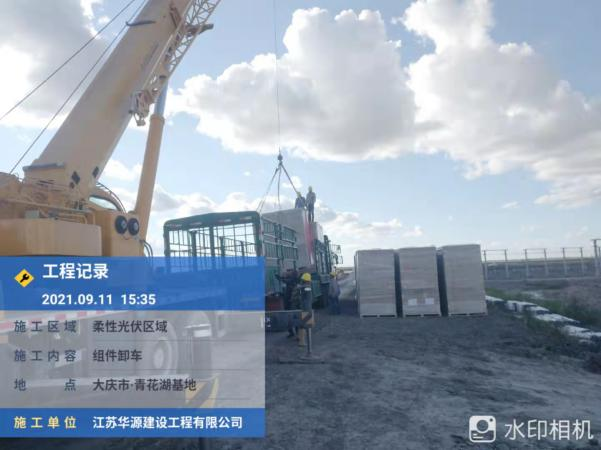 工程记录
2021.09.11 15:35
施工区域 柔性光伏区域
施工内容 组件卸车
地 点 大庆市·青花湖基地
施工单位 江苏华源建设工程有限公司
水印相机